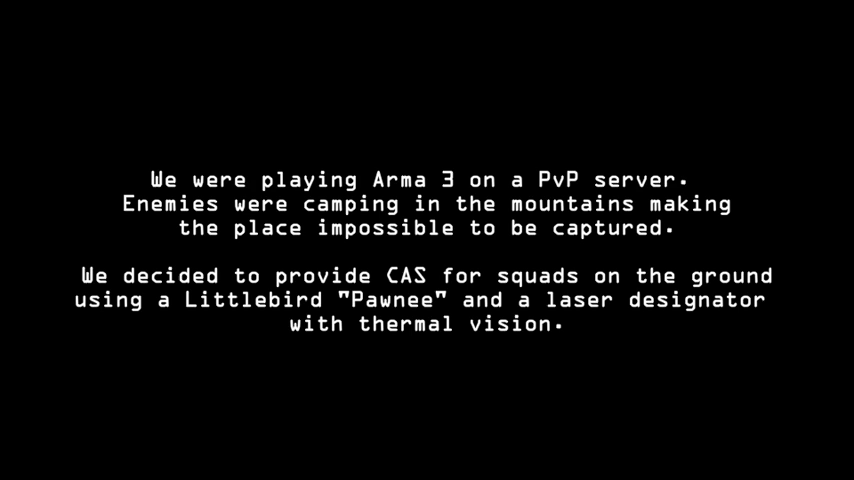 We were playing Arma 3 on a PvP server.
Enemies were camping in the mountains making
the place impossible to be captured.
We decided to provide CAS for squads on the ground
using a Littlebird "Pawnee" and a laser designator
with thermal vision.